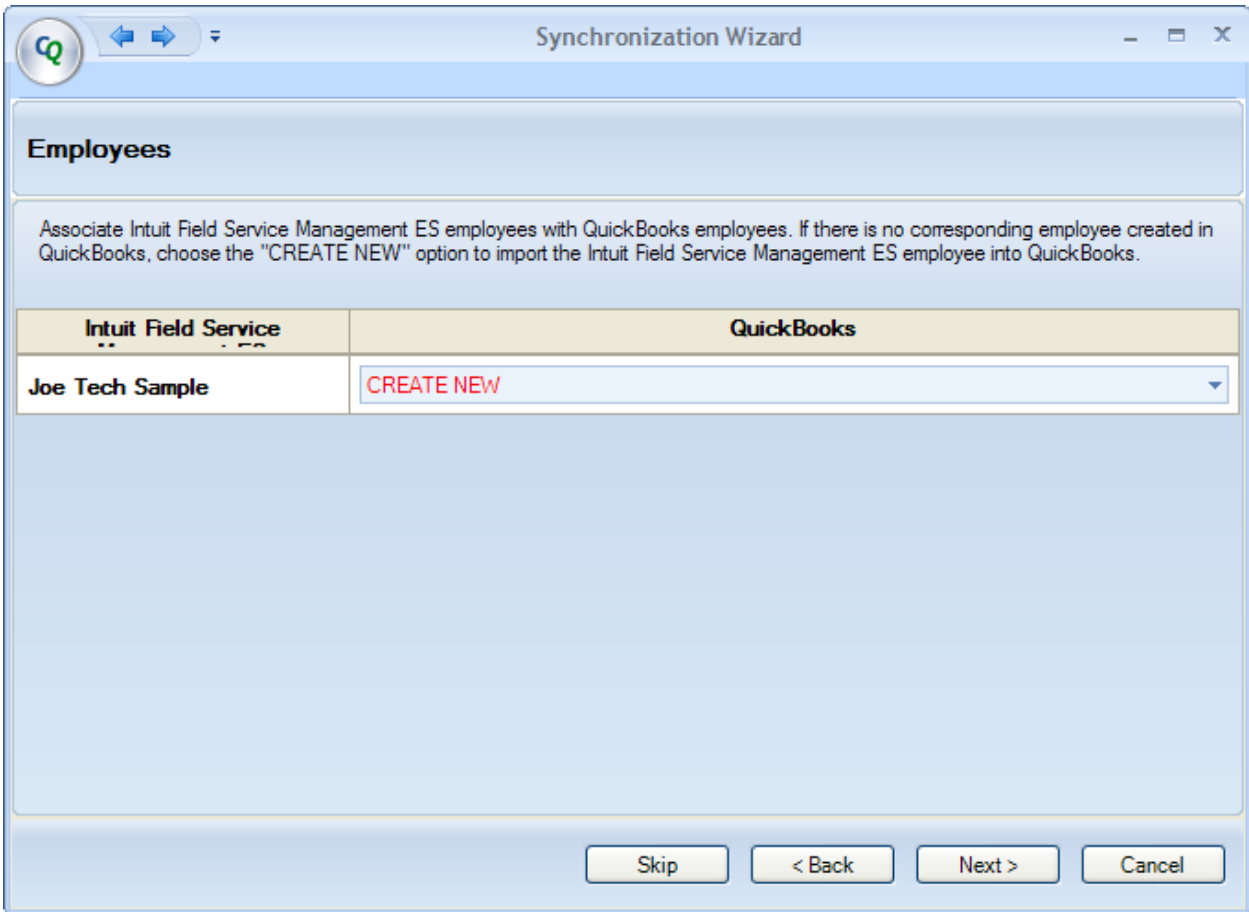 CQ
Synchronization Wizard
Employees
Associate Intuit Field Service Management ES employees with QuickBooks employees. If there is no corresponding employee created in
QuickBooks, choose the "CREATE NEW" option to import the Intuit Field Service Management ES employee into QuickBooks.
Intuit Field Service
QuickBooks
Joe Tech Sample
CREATE NEW
Skip
< Back
Next >
Cancel